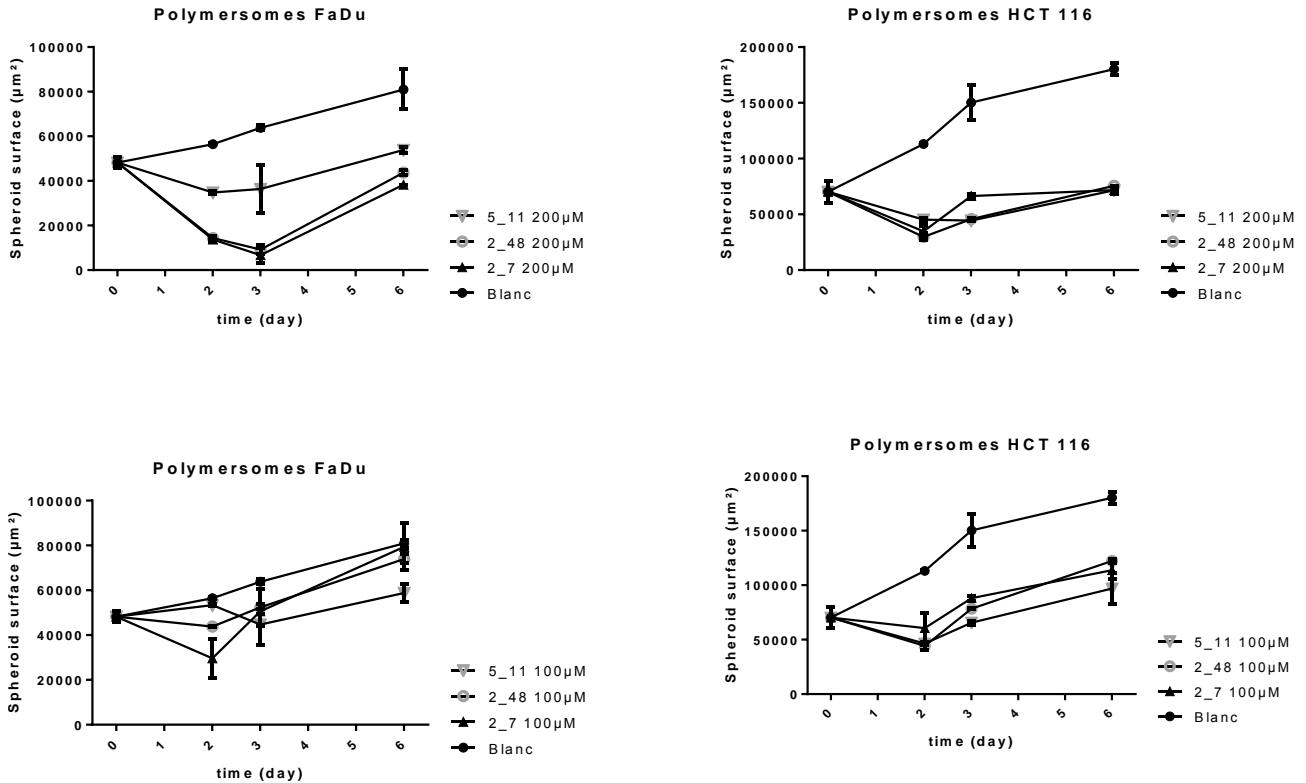 Polymersomes FaDu
Spheroid surface (µm²)
100000
80000
60000
40000
20000
0
0
1
2
3
4
5
6
time (day)
5_11 200µM
2_48 200µM
2_7 200µM
Blanc
Polymersomes HCT 116
Spheroid surface (µm²)
200000
150000
100000
50000
0
0
1
2
3
4
5
6
time (day)
5_11 200µM
2_48 200µM
2_7 200µM
Blanc
Polymersomes FaDu
Spheroid surface (µm²)
100000
80000
60000
40000
20000
0
0
1
2
3
4
5
6
time (day)
5_11 100µM
2_48 100µM
2_7 100µM
Blanc
Polymersomes HCT 116
Spheroid surface (µm²)
200000
150000
100000
50000
0
0
1
2
3
4
5
6
time (day)
5_11 100µM
2_48 100µM
2_7 100µM
Blanc